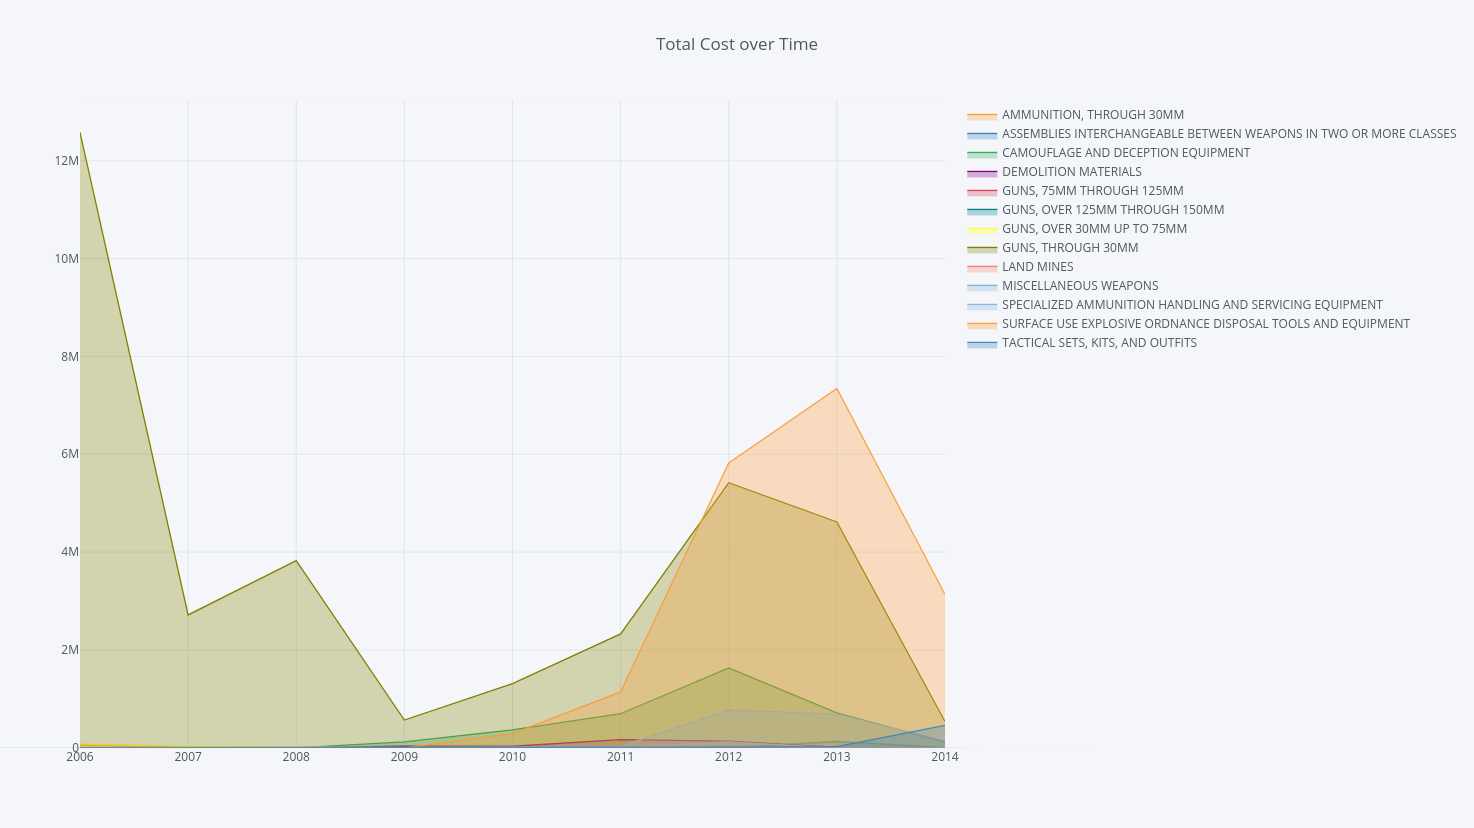 Total Cost over Time
12M
10M
8M
6M
4M
2M
0
2006 2007 2008 2009 2010 2011 2012 2013 2014
AMMUNITION, THROUGH 30MM
ASSEMBLIES INTERCHANGEABLE BETWEEN WEAPONS IN TWO OR MORE CLASSES
CAMOUFLAGE AND DECEPTION EQUIPMENT
DEMOLITION MATERIALS
GUNS, 75MM THROUGH 125MM
GUNS, OVER 125MM THROUGH 150MM
GUNS, OVER 30MM UP TO 75MM
GUNS, THROUGH 30MM
LAND MINES
MISCELLANEOUS WEAPONS
SPECIALIZED AMMUNITION HANDLING AND SERVICING EQUIPMENT
SURFACE USE EXPLOSIVE ORDNANCE DISPOSAL TOOLS AND EQUIPMENT
TACTICAL SETS, KITS, AND OUTFITS